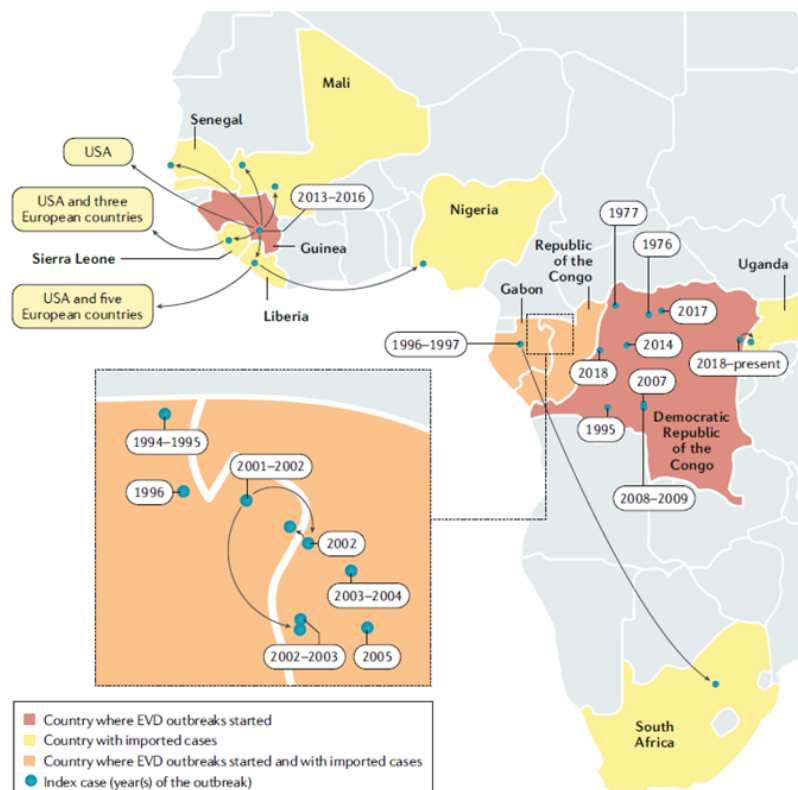 Mali
Senegal
USA
2013–2016
USA and three
European countries
Guinea
Sierra Leone
USA and five
European countries
Liberia
Nigeria
1977
Republic
of the
Congo
1976
Uganda
Gabon
2017
1996–1997
2014
2018
2018–present
2007
1995
Democratic
Republic
of the
Congo
2008–2009
1994–1995
2001–2002
1996
2002
2003–2004
2002–2003
2005
South
Africa
Country where EVD outbreaks started
Country with imported cases
Country where EVD outbreaks started and with imported cases
Index case (year(s) of the outbreak)